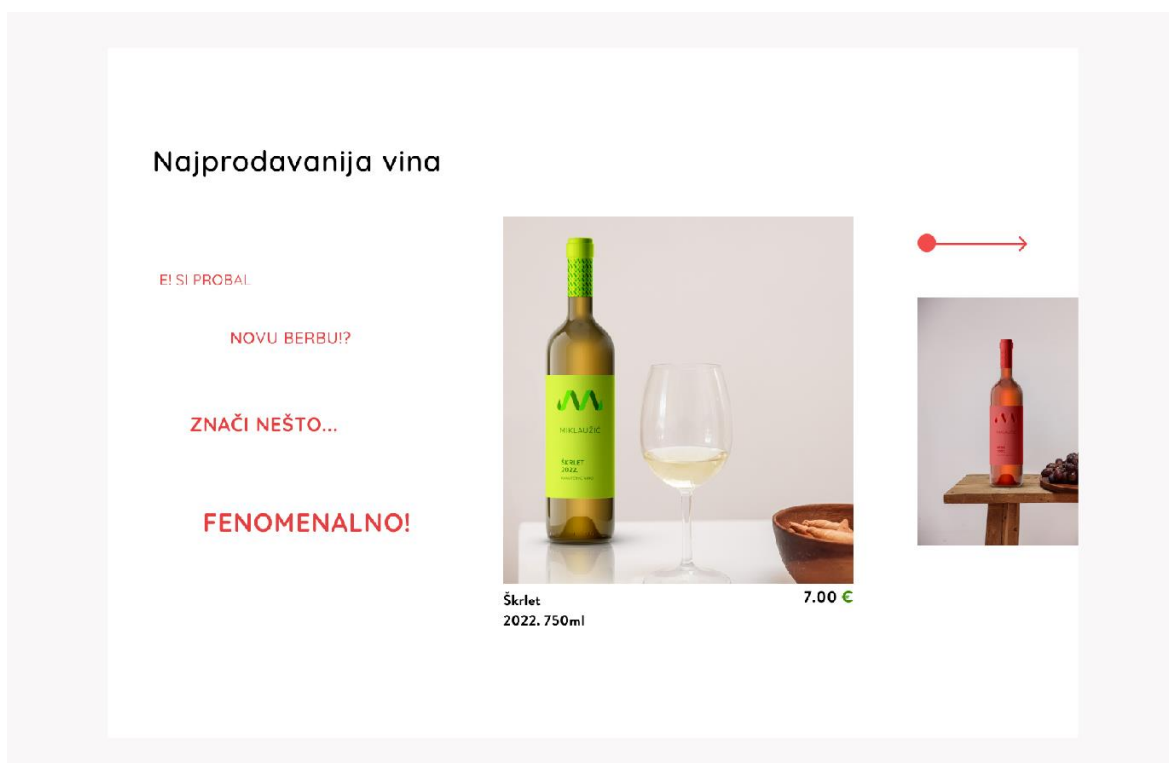 Najprodavanija vina
E! SI PROBAL
NOVU BERBU!?
ZNAČI NEŠTO...
FENOMENALNO!
NIKLAUŽIĆ
ŠKRLET
2022.
Škrlet
2022. 750ml
7.00 €